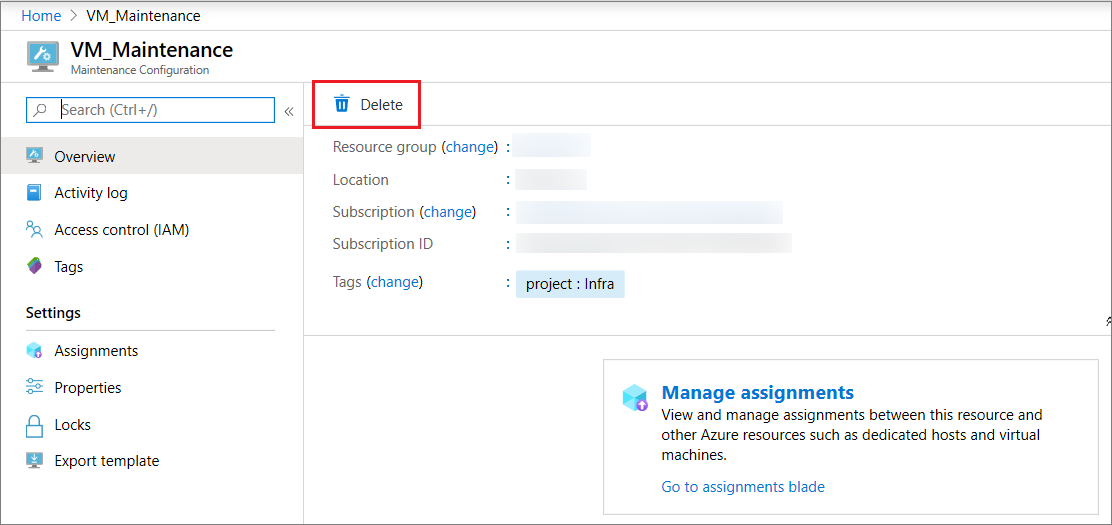 Home > VM_Maintenance
VM_Maintenance
Maintenance Configuration
Search (Ctrl+/)
«
Overview
Activity log
Access control (IAM)
Tags
Settings
Assignments
Properties
Locks
Export template
Delete
Resource group (change) :
Location :
Subscription (change) :
Subscription ID :
Tags (change) : project : Infra
Manage assignments
View and manage assignments between this resource and
other Azure resources such as dedicated hosts and virtual
machines.
Go to assignments blade